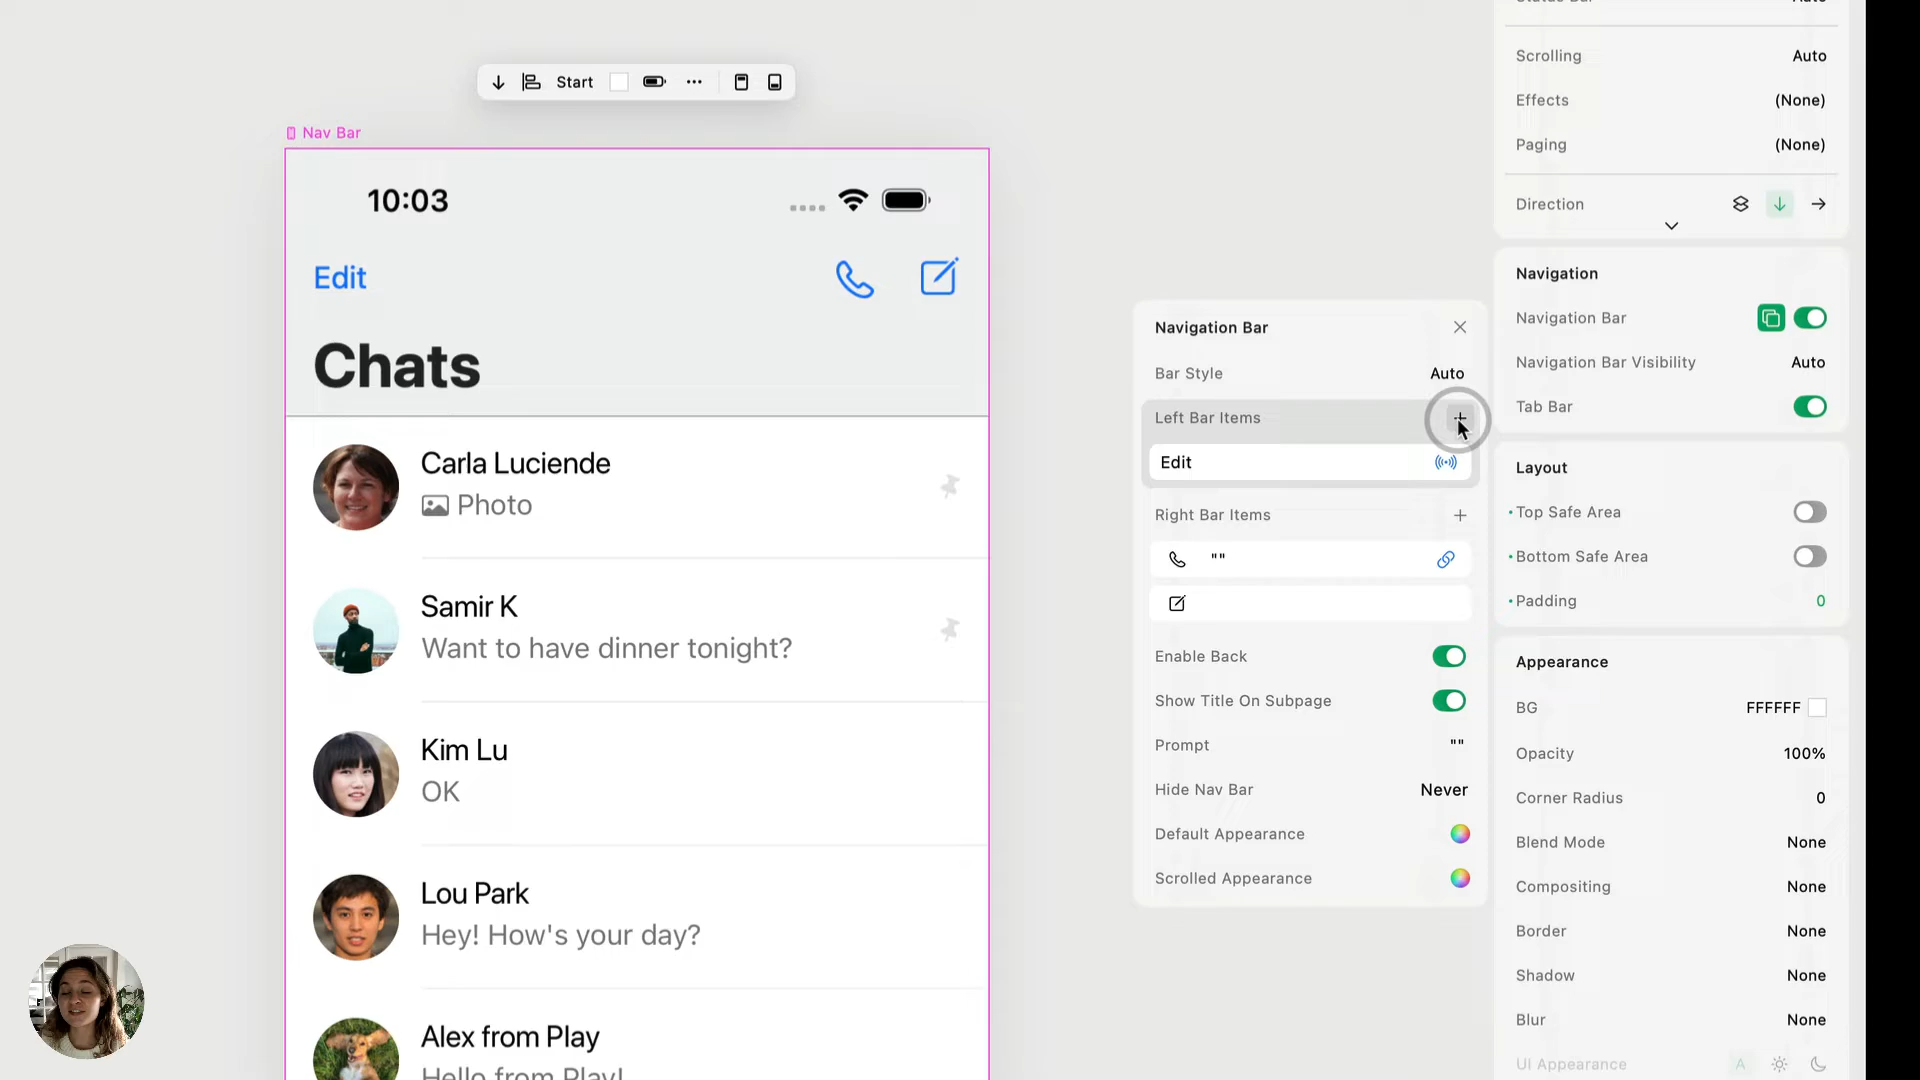 Start
Nav Bar
10:03
Edit
Chats
Carla Luciende
Photo
Samir K
Want to have dinner tonight?
Kim Lu
OK
Lou Park
Hey! How's your day?
Alex from Play
Hello from Play!
Navigation Bar
Bar Style Auto
Left Bar Items
Edit
Right Bar Items
""
Enable Back
Show Title On Subpage
Prompt ""
Hide Nav Bar Never
Default Appearance
Scrolled Appearance
Status Bar Auto
Scrolling Auto
Effects (None)
Paging (None)
Direction
Navigation
Navigation Bar
Navigation Bar Visibility Auto
Tab Bar
Layout
Top Safe Area
Bottom Safe Area
Padding 0
Appearance
BG FFFFFF
Opacity 100%
Corner Radius 0
Blend Mode None
Compositing None
Border None
Shadow None
Blur None
UI Appearance A